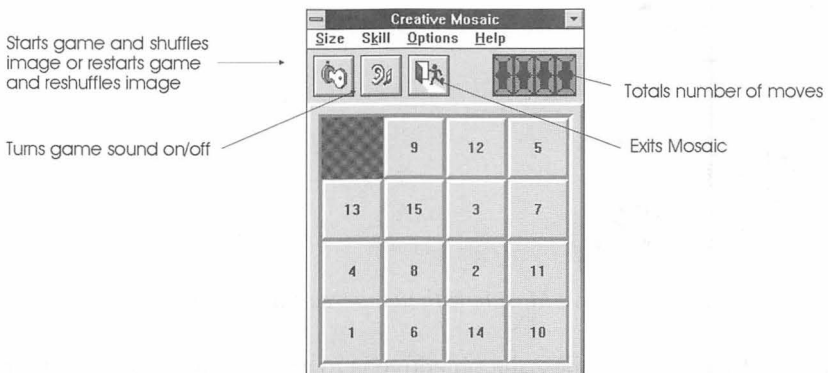 Creative Mosaic
Size Skill Options Help
Starts game and shuffles
image or restarts game
and reshuffles image
Totals number of moves
Turns game sound on/off
Exits Mosaic
9 12 5
13 15 3 7
4 8 2 11
1 6 14 10